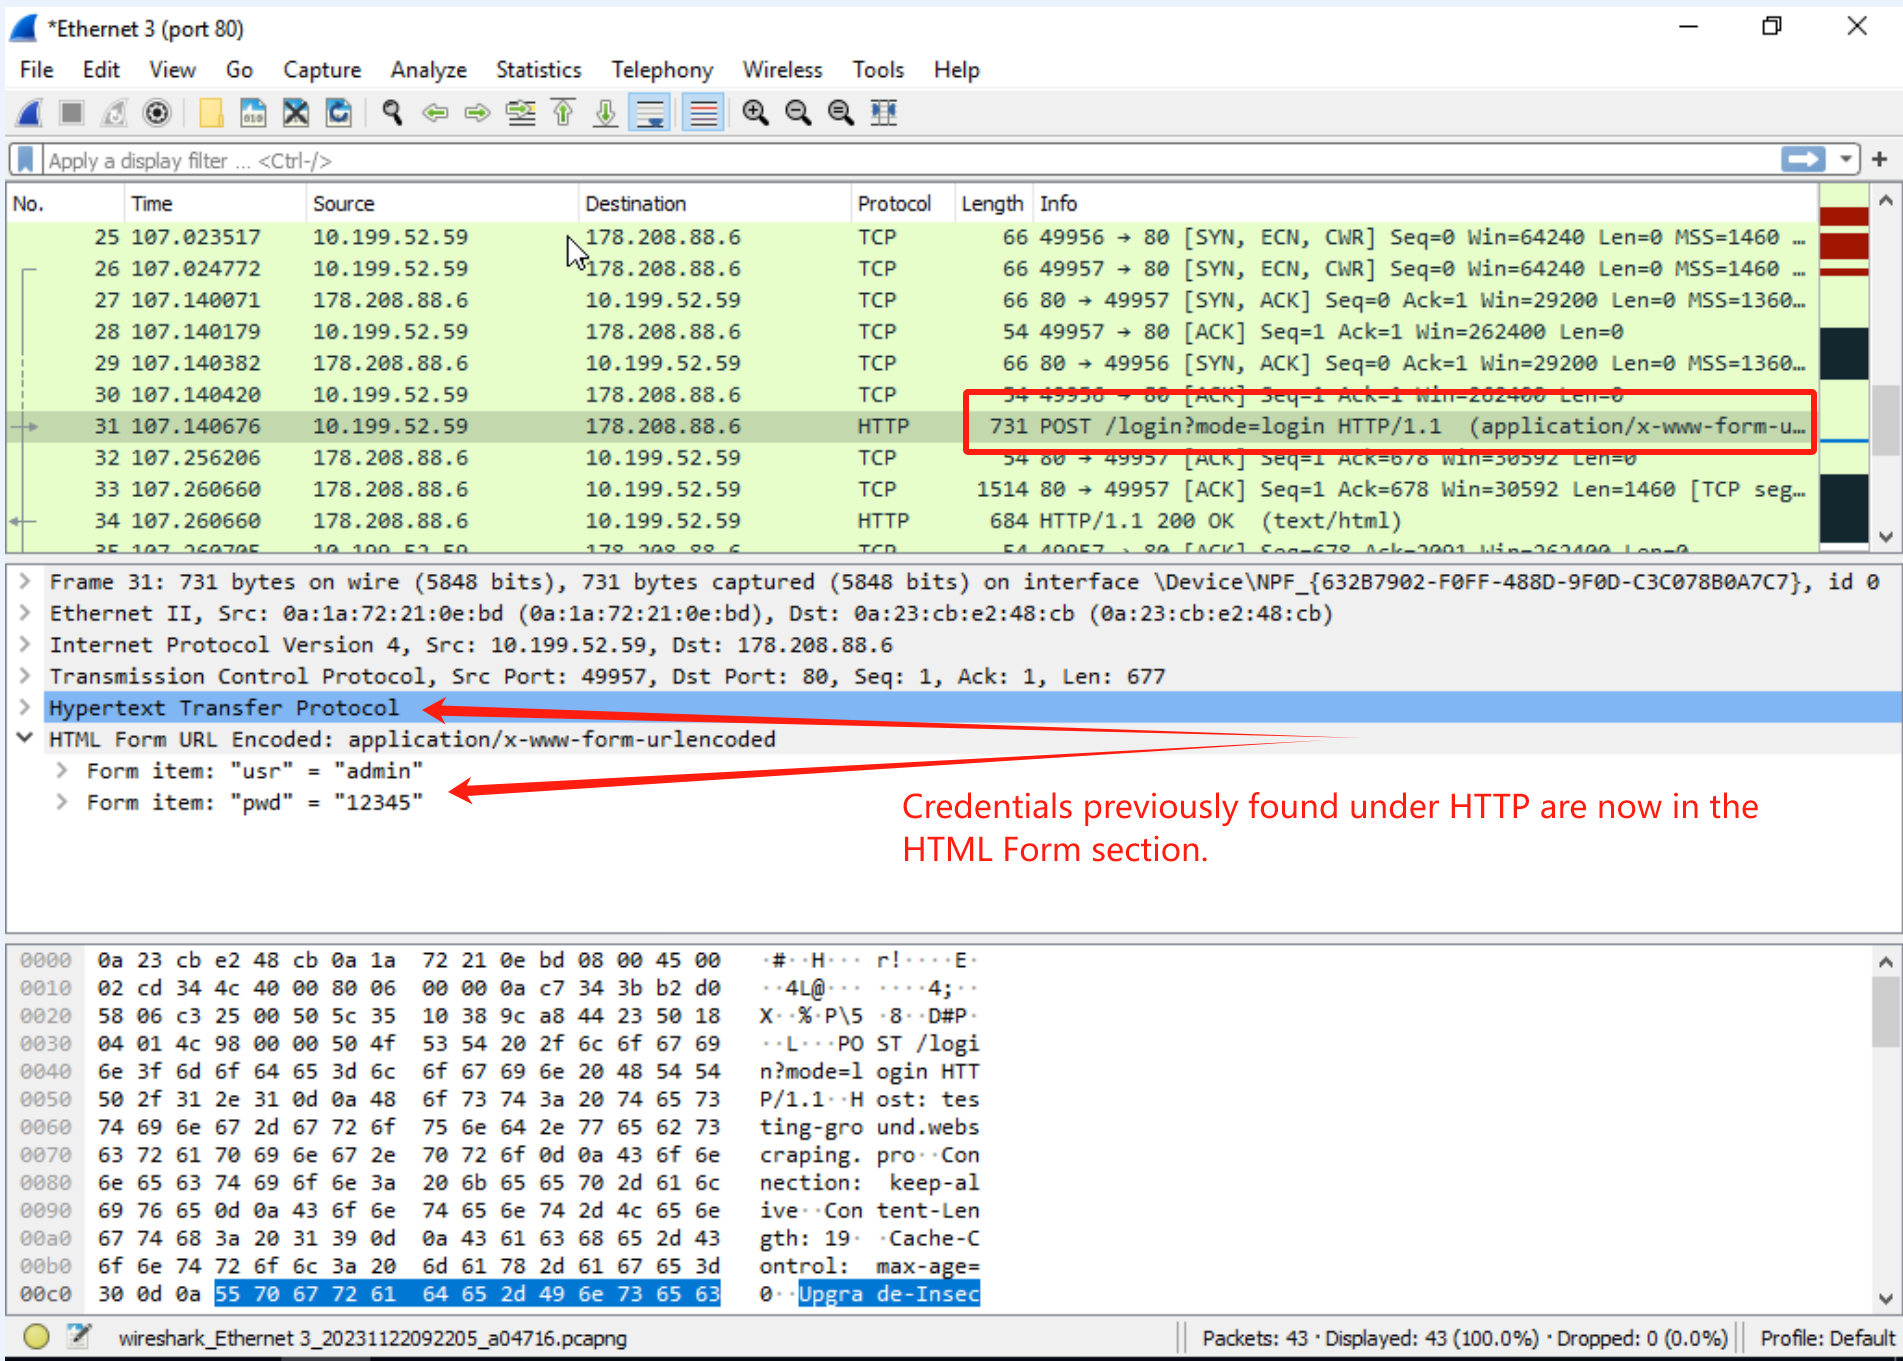 *Ethernet 3 (port 80)
File Edit View Go Capture Analyze Statistics Telephony Wireless Tools Help
Apply a display filter ... <Ctrl-/>
No. Time Source Destination Protocol Length Info
25 107.023517 10.199.52.59 178.208.88.6 TCP 66 49956 → 80 [SYN, ECN, CWR] Seq=0 Win=64240 Len=0 MSS=1460 …
26 107.024772 10.199.52.59 178.208.88.6 TCP 66 49957 → 80 [SYN, ECN, CWR] Seq=0 Win=64240 Len=0 MSS=1460 …
27 107.140071 178.208.88.6 10.199.52.59 TCP 66 80 → 49957 [SYN, ACK] Seq=0 Ack=1 Win=29200 Len=0 MSS=1360…
28 107.140179 10.199.52.59 178.208.88.6 TCP 54 49957 → 80 [ACK] Seq=1 Ack=1 Win=262400 Len=0
29 107.140382 178.208.88.6 10.199.52.59 TCP 66 80 → 49956 [SYN, ACK] Seq=0 Ack=1 Win=29200 Len=0 MSS=1360…
30 107.140420 10.199.52.59 178.208.88.6 TCP 54 49956 → 80 [ACK] Seq=1 Ack=1 Win=262400 Len=0
31 107.140676 10.199.52.59 178.208.88.6 HTTP 731 POST /login?mode=login HTTP/1.1 (application/x-www-form-u…
32 107.256206 178.208.88.6 10.199.52.59 TCP 54 80 → 49957 [ACK] Seq=1 Ack=678 Win=30592 Len=0
33 107.260660 178.208.88.6 10.199.52.59 TCP 1514 80 → 49957 [ACK] Seq=1 Ack=678 Win=30592 Len=1460 [TCP seg…
34 107.260660 178.208.88.6 10.199.52.59 HTTP 684 HTTP/1.1 200 OK (text/html)
35 107.260705 10.199.52.59 178.208.88.6 TCP 54 49957 → 80 [ACK] Seq=678 Ack=2091 Win=262400 Len=0
Frame 31: 731 bytes on wire (5848 bits), 731 bytes captured (5848 bits) on interface \Device\NPF_{632B7902-F0FF-488D-9F0D-C3C078B0A7C7}, id 0
Ethernet II, Src: 0a:1a:72:21:0e:bd (0a:1a:72:21:0e:bd), Dst: 0a:23:cb:e2:48:cb (0a:23:cb:e2:48:cb)
Internet Protocol Version 4, Src: 10.199.52.59, Dst: 178.208.88.6
Transmission Control Protocol, Src Port: 49957, Dst Port: 80, Seq: 1, Ack: 1, Len: 677
Hypertext Transfer Protocol
HTML Form URL Encoded: application/x-www-form-urlencoded
Form item: "usr" = "admin"
Form item: "pwd" = "12345"
Credentials previously found under HTTP are now in the
HTML Form section.
0000 0a 23 cb e2 48 cb 0a 1a 72 21 0e bd 08 00 45 00 ·#··H··· r!····E·
0010 02 cd 34 4c 40 00 80 06 00 00 0a c7 34 3b b2 d0 ··4L@··· ····4;··
0020 58 06 c3 25 00 50 5c 35 10 38 9c a8 44 23 50 18 X··%·P\5 ·8··D#P·
0030 04 01 4c 98 00 00 50 4f 53 54 20 2f 6c 6f 67 69 ··L···PO ST /logi
0040 6e 3f 6d 6f 64 65 3d 6c 6f 67 69 6e 20 48 54 54 n?mode=l ogin HTT
0050 50 2f 31 2e 31 0d 0a 48 6f 73 74 3a 20 74 65 73 P/1.1··H ost: tes
0060 74 69 6e 67 2d 67 72 6f 75 6e 64 2e 77 65 62 73 ting-gro und.webs
0070 63 72 61 70 69 6e 67 2e 70 72 6f 0d 0a 43 6f 6e craping. pro··Con
0080 6e 65 63 74 69 6f 6e 3a 20 6b 65 65 70 2d 61 6c nection: keep-al
0090 69 76 65 0d 0a 43 6f 6e 74 65 6e 74 2d 4c 65 6e ive··Con tent-Len
00a0 67 74 68 3a 20 31 39 0d 0a 43 61 63 68 65 2d 43 gth: 19· ·Cache-C
00b0 6f 6e 74 72 6f 6c 3a 20 6d 61 78 2d 61 67 65 3d ontrol: max-age=
00c0 30 0d 0a 55 70 67 72 61 64 65 2d 49 6e 73 65 63 0··Upgra de-Insec
wireshark_Ethernet 3_20231122092205_a04716.pcapng Packets: 43 · Displayed: 43 (100.0%) · Dropped: 0 (0.0%) Profile: Default